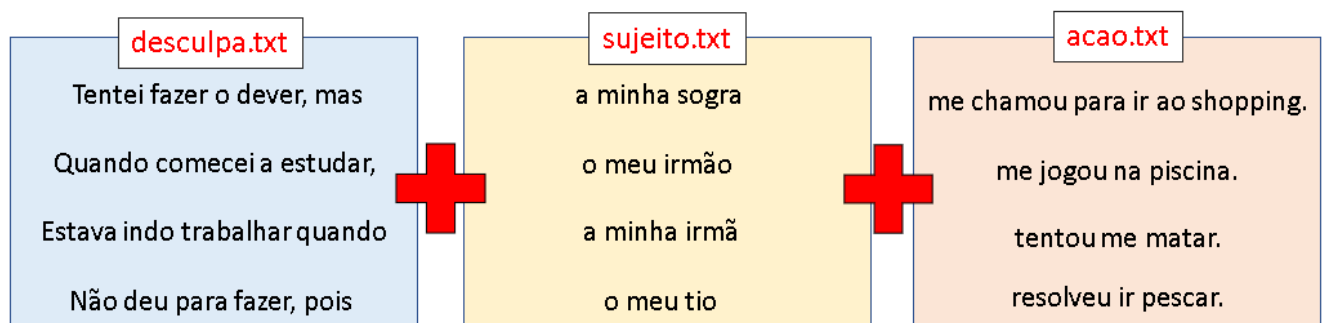 desculpa.txt
Tentei fazer o dever, mas
Quando comecei a estudar,
Estava indo trabalhar quando
Não deu para fazer, pois
sujeito.txt
a minha sogra
o meu irmão
a minha irmã
o meu tio
acao.txt
me chamou para ir ao shopping.
me jogou na piscina.
tentou me matar.
resolveu ir pescar.